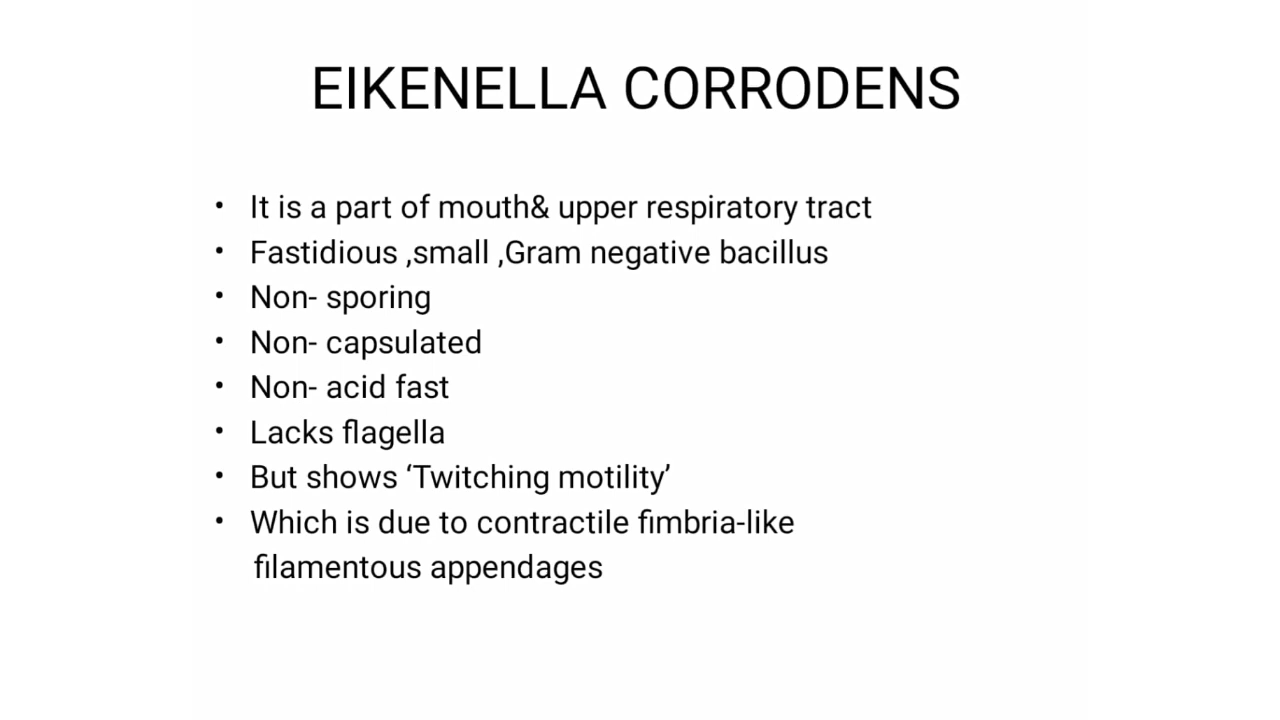 EIKENELLA CORRODENS
• It is a part of mouth& upper respiratory tract
• Fastidious ,small ,Gram negative bacillus
• Non- sporing
• Non- capsulated
• Non- acid fast
• Lacks flagella
• But shows ‘Twitching motility’
• Which is due to contractile fimbria-like
filamentous appendages